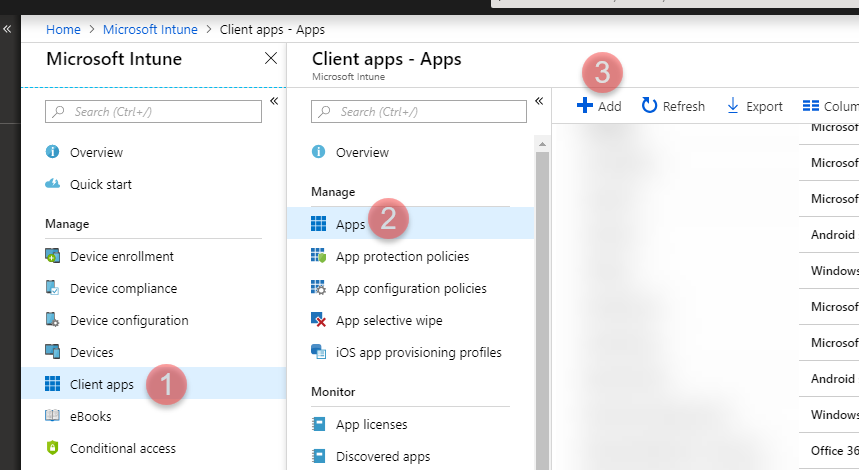 Home > Microsoft Intune > Client apps - Apps
Microsoft Intune
Search (Ctrl+/)
Overview
Quick start
Manage
Device enrollment
Device compliance
Device configuration
Devices
Client apps 1
eBooks
Conditional access
Client apps - Apps
Microsoft Intune
Search (Ctrl+/)
Overview
Manage
Apps 2
App protection policies
App configuration policies
App selective wipe
iOS app provisioning profiles
Monitor
App licenses
Discovered apps
3
Add Refresh Export Colum
Microsof
Microsof
Microsof
Android
Windows
Microsof
Microsof
Android
Windows
Office 36